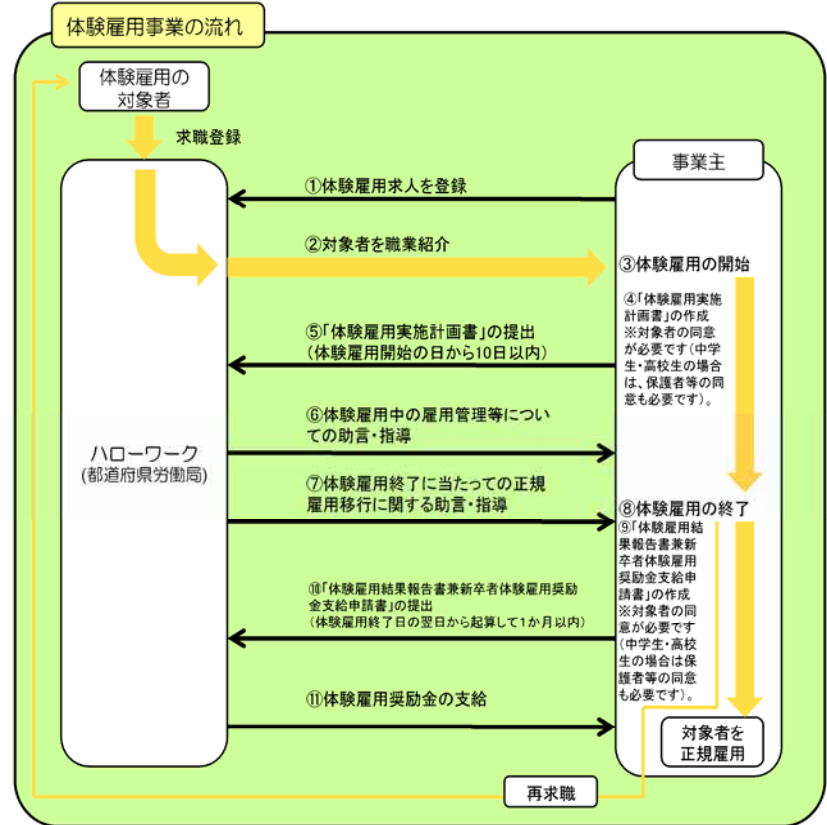 体験雇用事業の流れ
体験雇用の
対象者
求職登録
事業主
①体験雇用求人を登録
②対象者を職業紹介
③体験雇用の開始
④「体験雇用実施
計画書」の作成
※対象者の同意
が必要です(中学
生・高校生の場合
は、保護者等の同
意も必要です)。
⑤「体験雇用実施計画書」の提出
(体験雇用開始の日から10日以内)
⑥体験雇用中の雇用管理等につい
ての助言・指導
ハローワーク
(都道府県労働局)
⑦体験雇用終了に当たっての正規
雇用移行に関する助言・指導
⑧体験雇用の終了
⑨「体験雇用結
果報告書兼新
卒者体験雇用
奨励金支給申
請書」の作成
※対象者の同
意が必要です
(中学生・高校
生の場合は保
護者等の同意
も必要です)。
⑩「体験雇用結果報告書兼新卒者体験雇用奨励
金支給申請書」の提出
(体験雇用終了日の翌日から起算して1か月以内)
⑪体験雇用奨励金の支給
対象者を
正規雇用
再求職